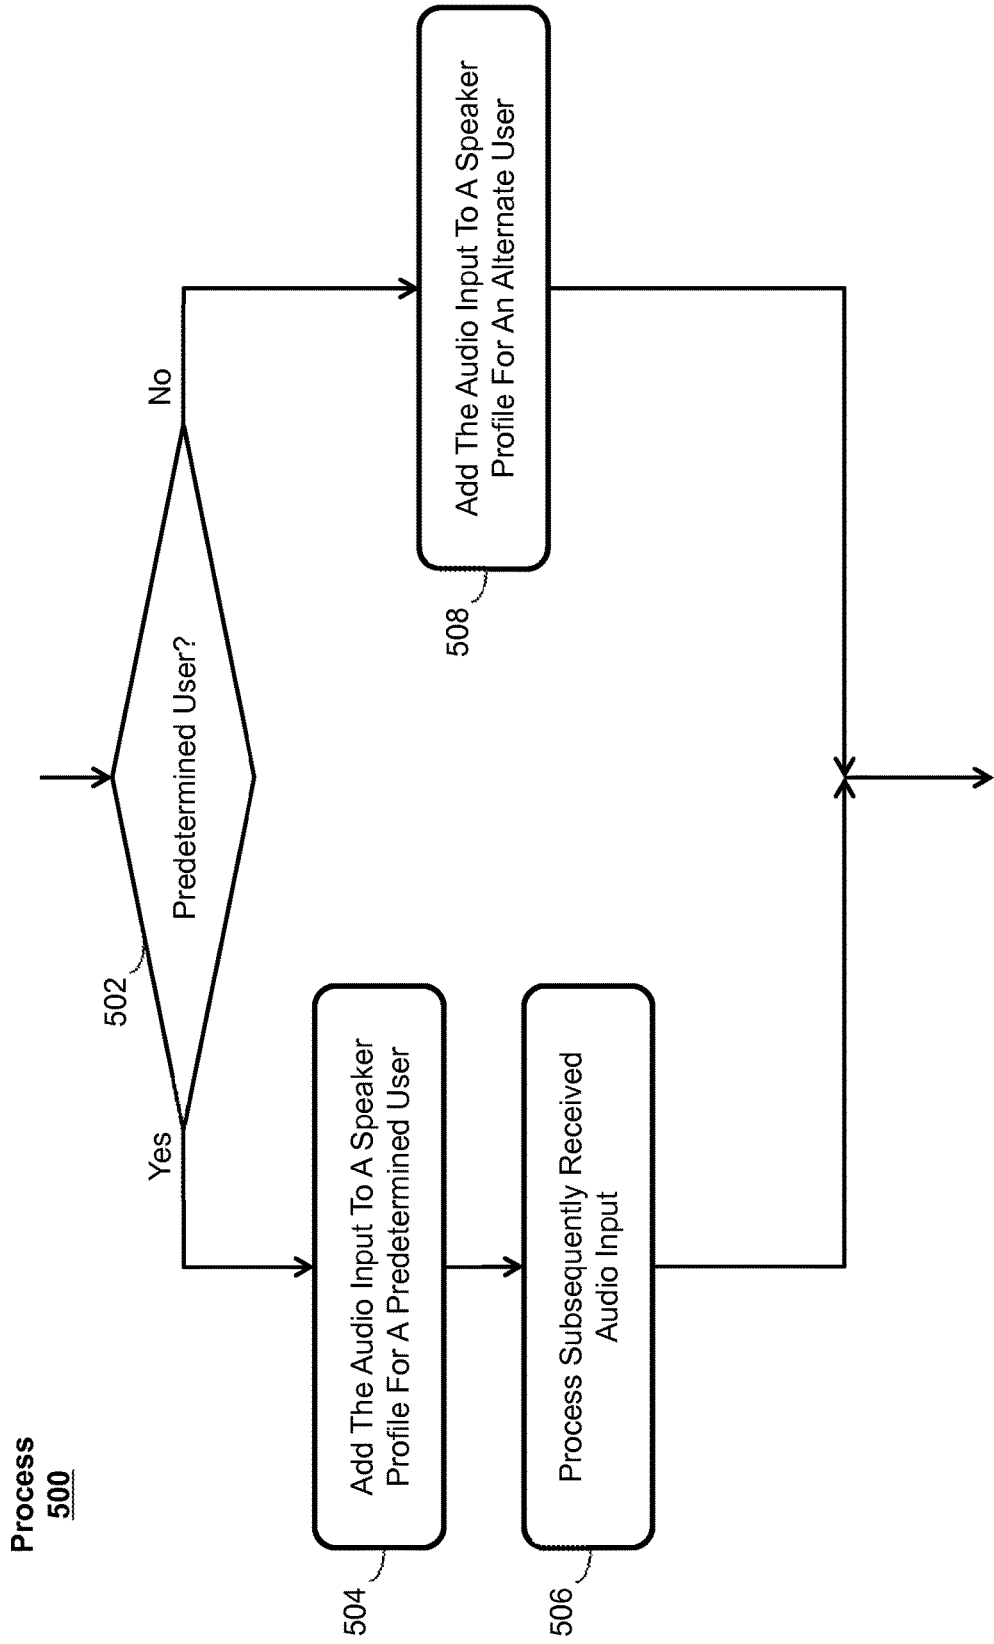 Process
500
502
Predetermined User?
Yes
No
504
Add The Audio Input To A Speaker
Profile For A Predetermined User
508
Add The Audio Input To A Speaker
Profile For An Alternate User
506
Process Subsequently Received
Audio Input